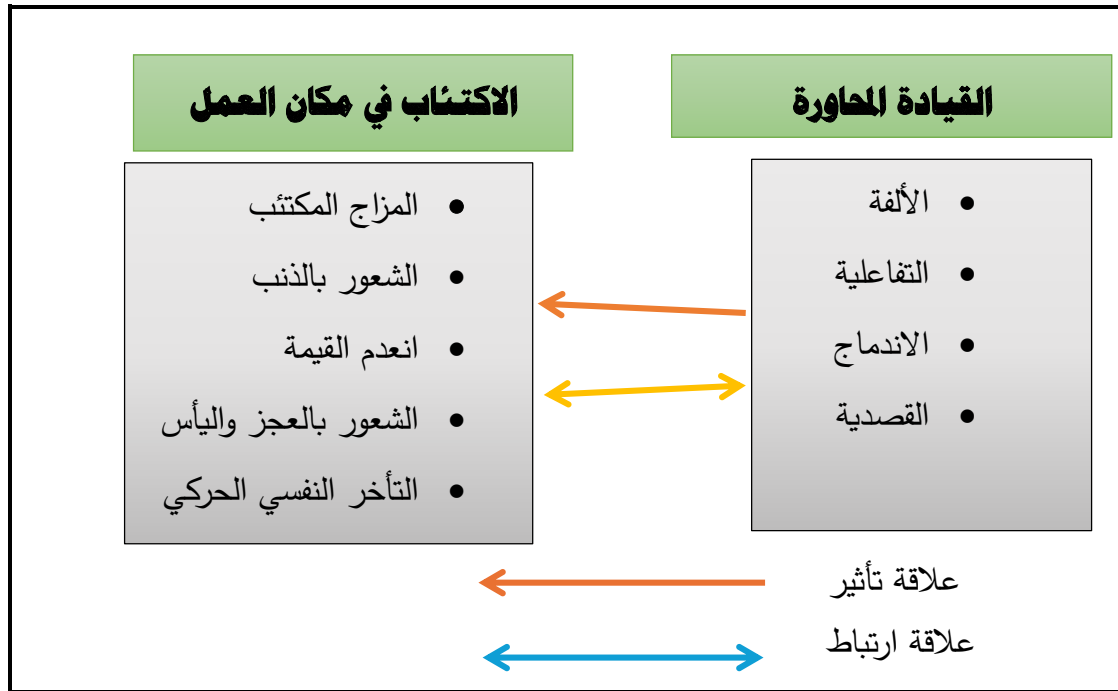 القيادة المحاورة
• الألفة
• التفاعلية
• الاندماج
• القصدية
الاكتئاب في مكان العمل
• المزاج المكتئب
• الشعور بالذنب
• انعدم القيمة
• الشعور بالعجز واليأس
• التأخر النفسي الحركي
علاقة تأثير
علاقة ارتباط